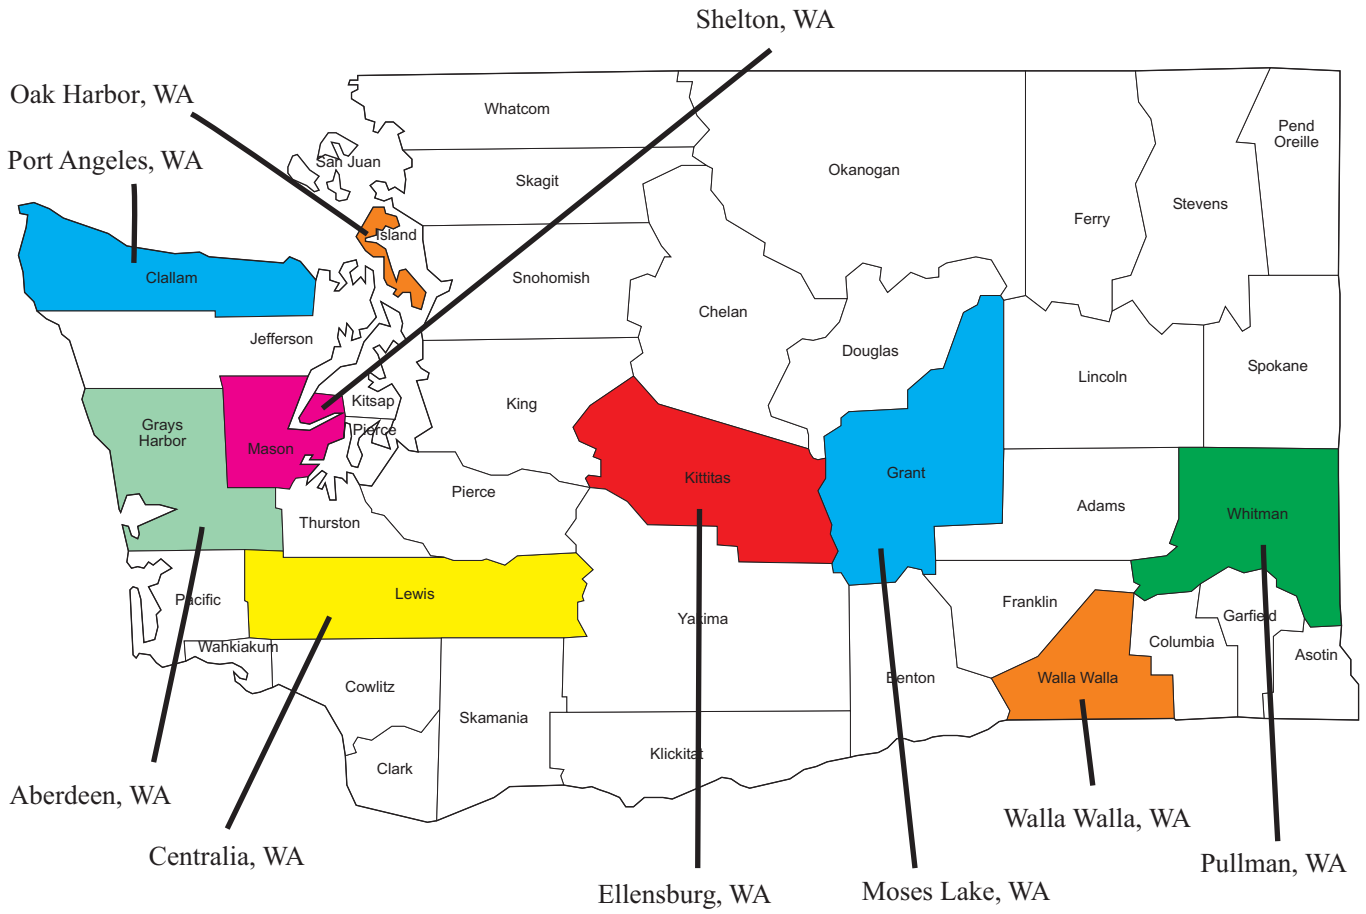 Shelton, WA
Oak Harbor, WA
Port Angeles, WA
Whatcom
San Juan
Skagit
Okanogan
Pend
Oreille
Ferry
Stevens
Island
Clallam
Snohomish
Chelan
Jefferson
Douglas
Lincoln
Spokane
Kitsap
King
Grays
Harbor
Pierce
Mason
Kittitas
Grant
Pierce
Thurston
Adams
Whitman
Lewis
Pacific
Franklin
Yakima
Garfield
Wahkiakum
Columbia
Asotin
Cowlitz
Benton
Walla Walla
Skamania
Klickitat
Clark
Aberdeen, WA
Centralia, WA
Walla Walla, WA
Pullman, WA
Ellensburg, WA
Moses Lake, WA